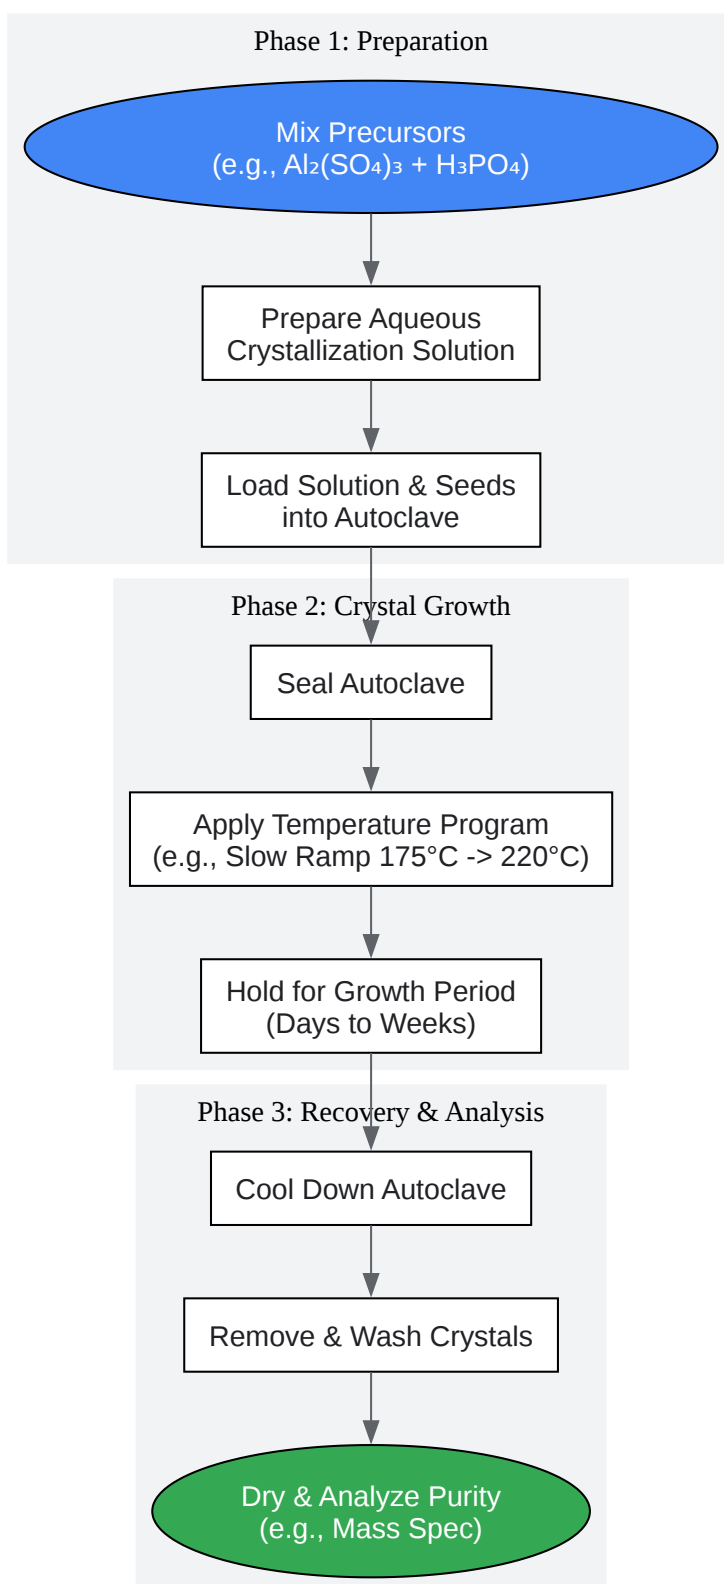 Phase 1: Preparation
Mix Precursors
(e.g., Al₂(SO₄)₃ + H₃PO₄)
Prepare Aqueous
Crystallization Solution
Load Solution & Seeds
into Autoclave
Phase 2: Crystal Growth
Seal Autoclave
Apply Temperature Program
(e.g., Slow Ramp 175°C -> 220°C)
Hold for Growth Period
(Days to Weeks)
Phase 3: Recovery & Analysis
Cool Down Autoclave
Remove & Wash Crystals
Dry & Analyze Purity
(e.g., Mass Spec)